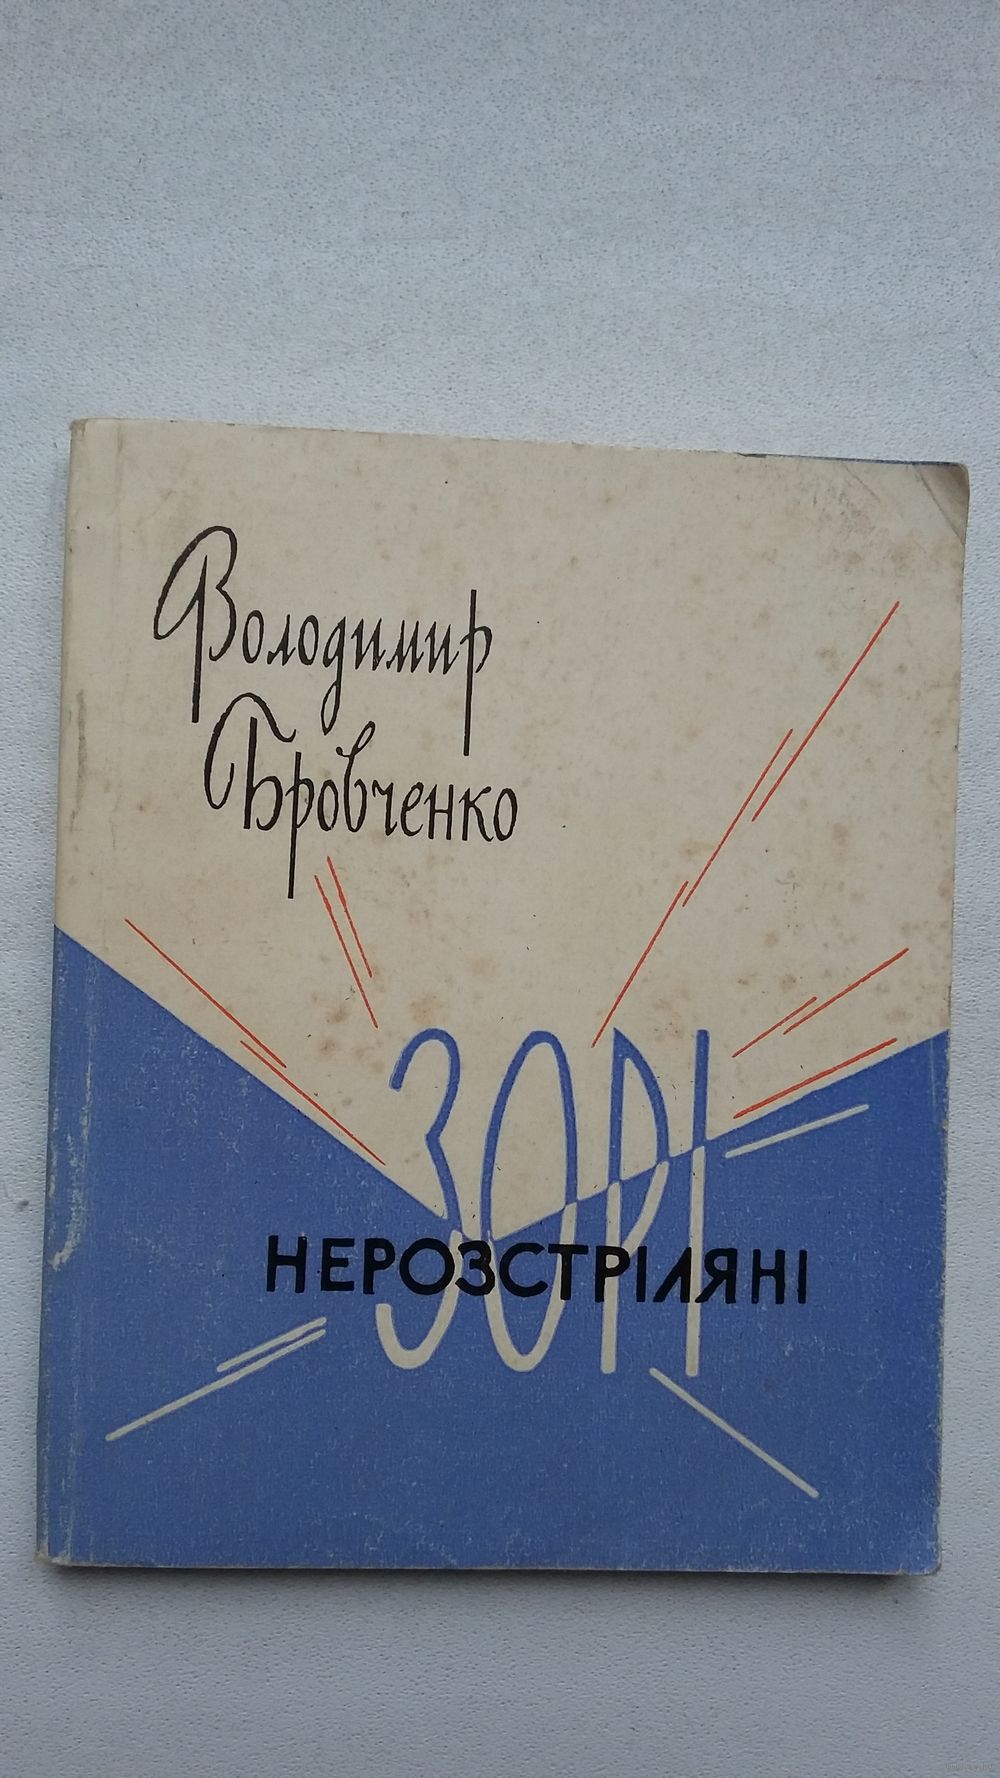 Володимир
Бровченко
ЗОРІ
НЕРОЗСТРІЛЯНІ